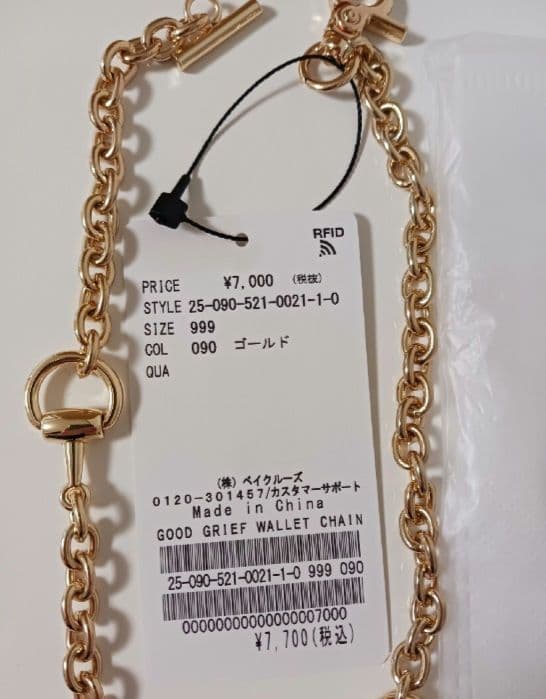 RFID
PRICE ¥7,000 (税抜)
STYLE 25-090-521-0021-1-0
SIZE 999
COL 090 ゴールド
QUA
(株) ベイクルーズ
0120-301457/カスタマーサポート
Made in China
GOOD GRIEF WALLET CHAIN
25-090-521-0021-1-0 999 090
00000000000000007000
¥7,700(税込)